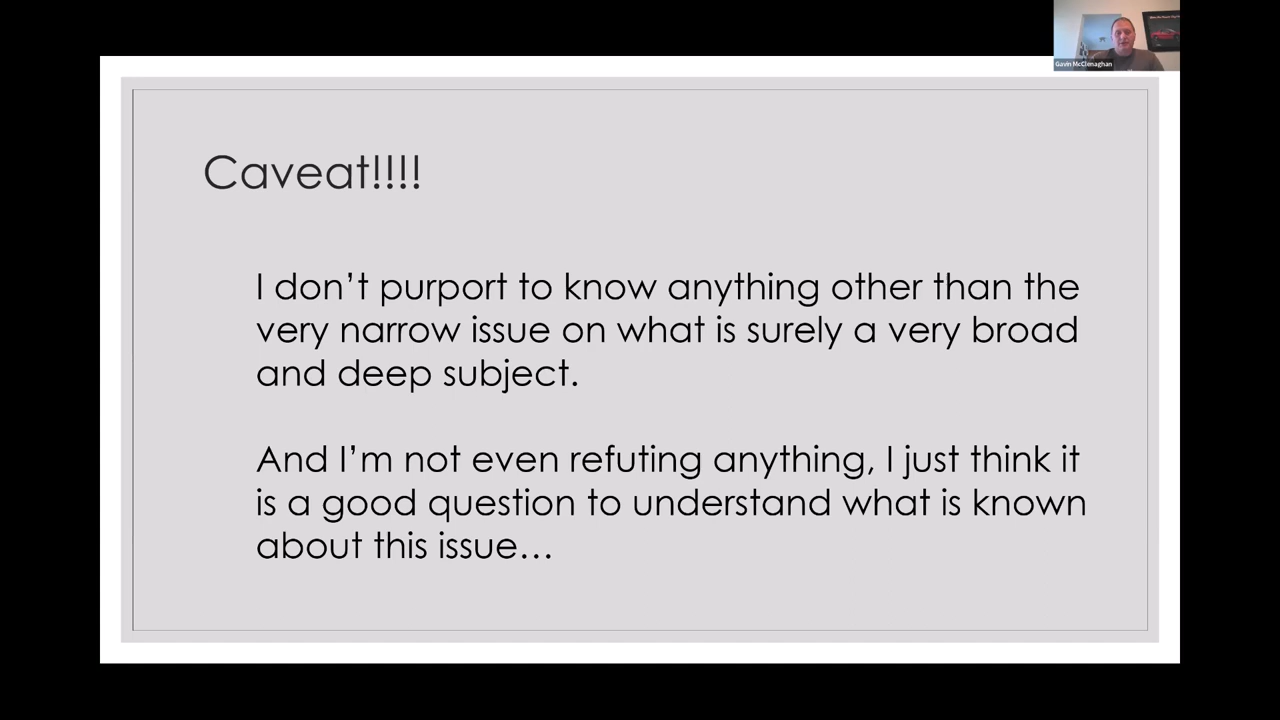 Gavin McClenaghan
Caveat!!!!
I don’t purport to know anything other than the
very narrow issue on what is surely a very broad
and deep subject.
And I’m not even refuting anything, I just think it
is a good question to understand what is known
about this issue…